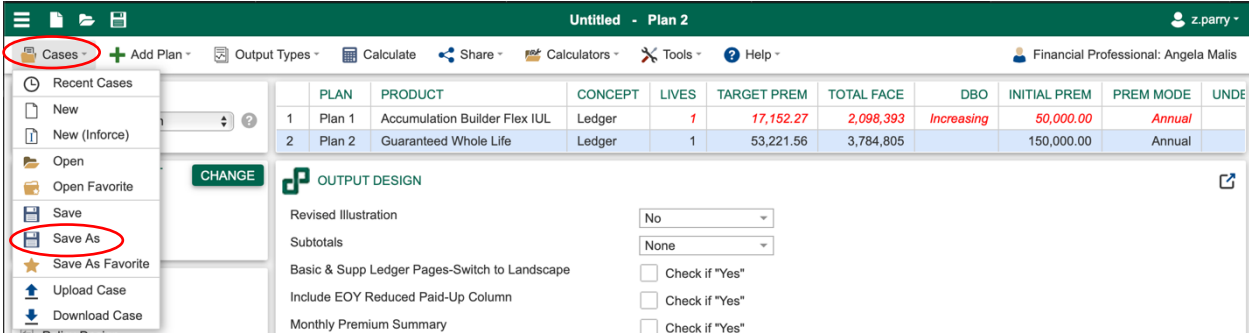 Untitled - Plan 2 z.parry
Cases Add Plan Output Types Calculate Share Calculators Tools Help Financial Professional: Angela Malis
Recent Cases
New
New (Inforce)
Open
Open Favorite
Save
Save As
Save As Favorite
Upload Case
Download Case
CHANGE
PLAN PRODUCT CONCEPT LIVES TARGET PREM TOTAL FACE DBO INITIAL PREM PREM MODE UNDE
1 Plan 1 Accumulation Builder Flex IUL Ledger 1 17,152.27 2,098,393 Increasing 50,000.00 Annual
2 Plan 2 Guaranteed Whole Life Ledger 1 53,221.56 3,784,805 150,000.00 Annual
OUTPUT DESIGN
Revised Illustration No
Subtotals None
Basic & Supp Ledger Pages-Switch to Landscape Check if "Yes"
Include EOY Reduced Paid-Up Column Check if "Yes"
Monthly Premium Summary Check if "Yes"